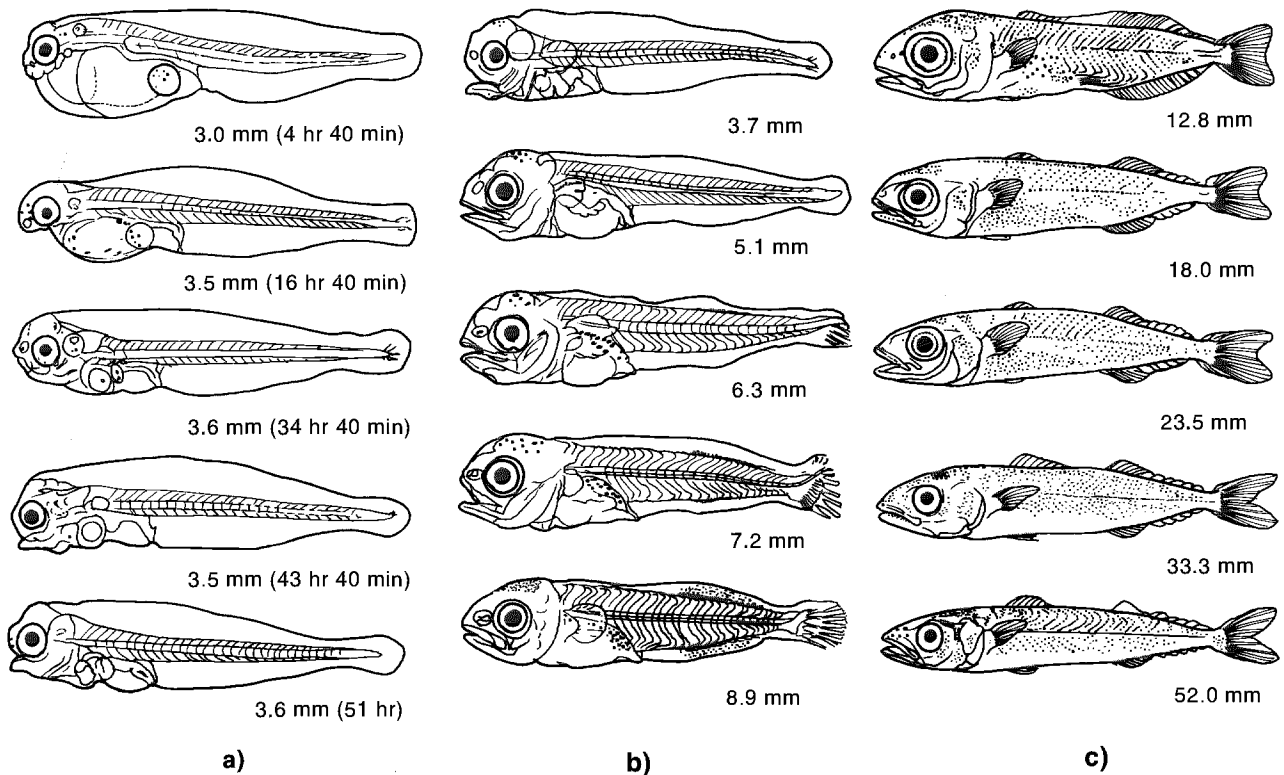 3.0 mm (4 hr 40 min)
3.5 mm (16 hr 40 min)
3.6 mm (34 hr 40 min)
3.5 mm (43 hr 40 min)
3.6 mm (51 hr)
a)
3.7 mm
5.1 mm
6.3 mm
7.2 mm
8.9 mm
b)
12.8 mm
18.0 mm
23.5 mm
33.3 mm
52.0 mm
c)